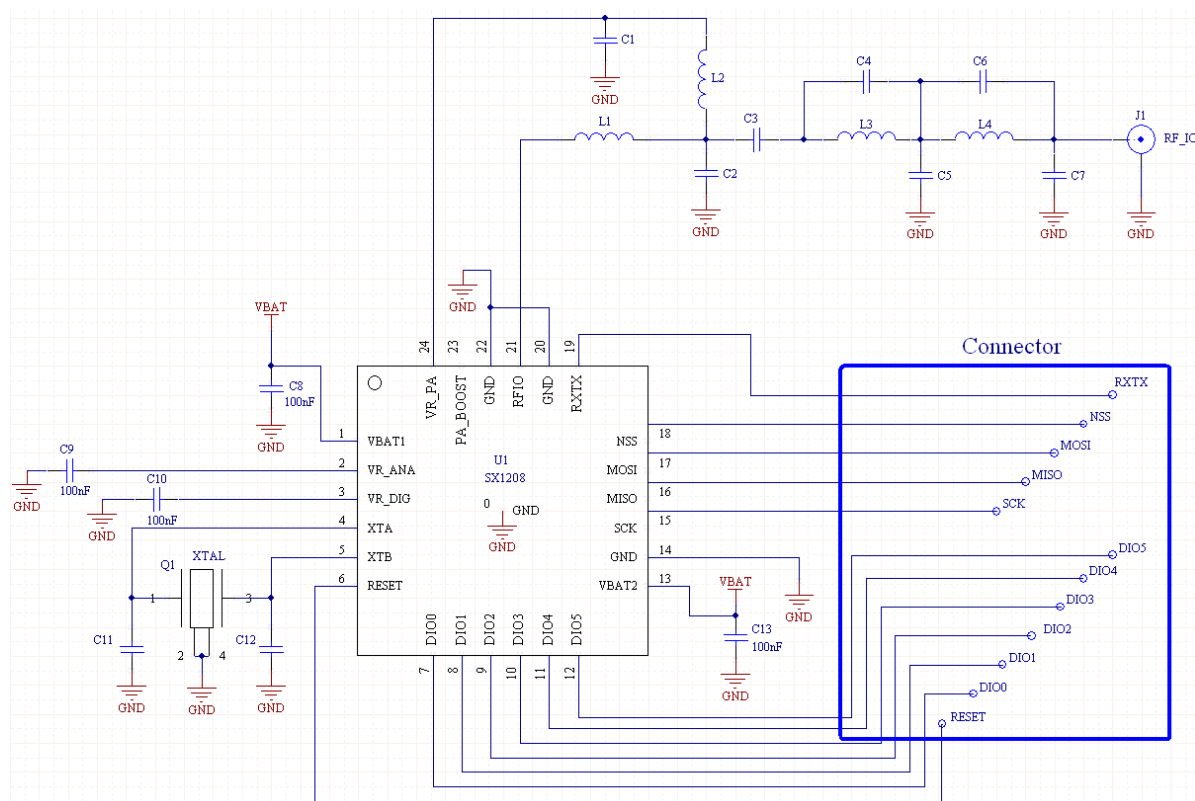 C1
GND
L2
C4
C6
L1
C3
L3
L4
J1
RF_IO
C2
C5
C7
GND
GND
GND
GND
GND
VBAT
24
23
22
21
20
19
Connector
VR_PA
PA_BOOST
GND
RFIO
GND
RXTX
RXTX
C8
100nF
GND
1
VBAT1
NSS
18
NSS
C9
100nF
GND
2
VR_ANA
U1
SX1208
MOSI
17
MOSI
C10
100nF
GND
3
VR_DIG
0
GND
GND
MISO
16
MISO
4
XTA
SCK
15
SCK
Q1
XTAL
5
XTB
GND
14
GND
DIO5
6
RESET
VBAT2
13
VBAT
DIO4
1
3
DIO3
C11
C12
2
4
DIO0
DIO1
DIO2
DIO3
DIO4
DIO5
C13
100nF
DIO2
GND
GND
GND
7
8
9
10
11
12
GND
DIO1
DIO0
RESET